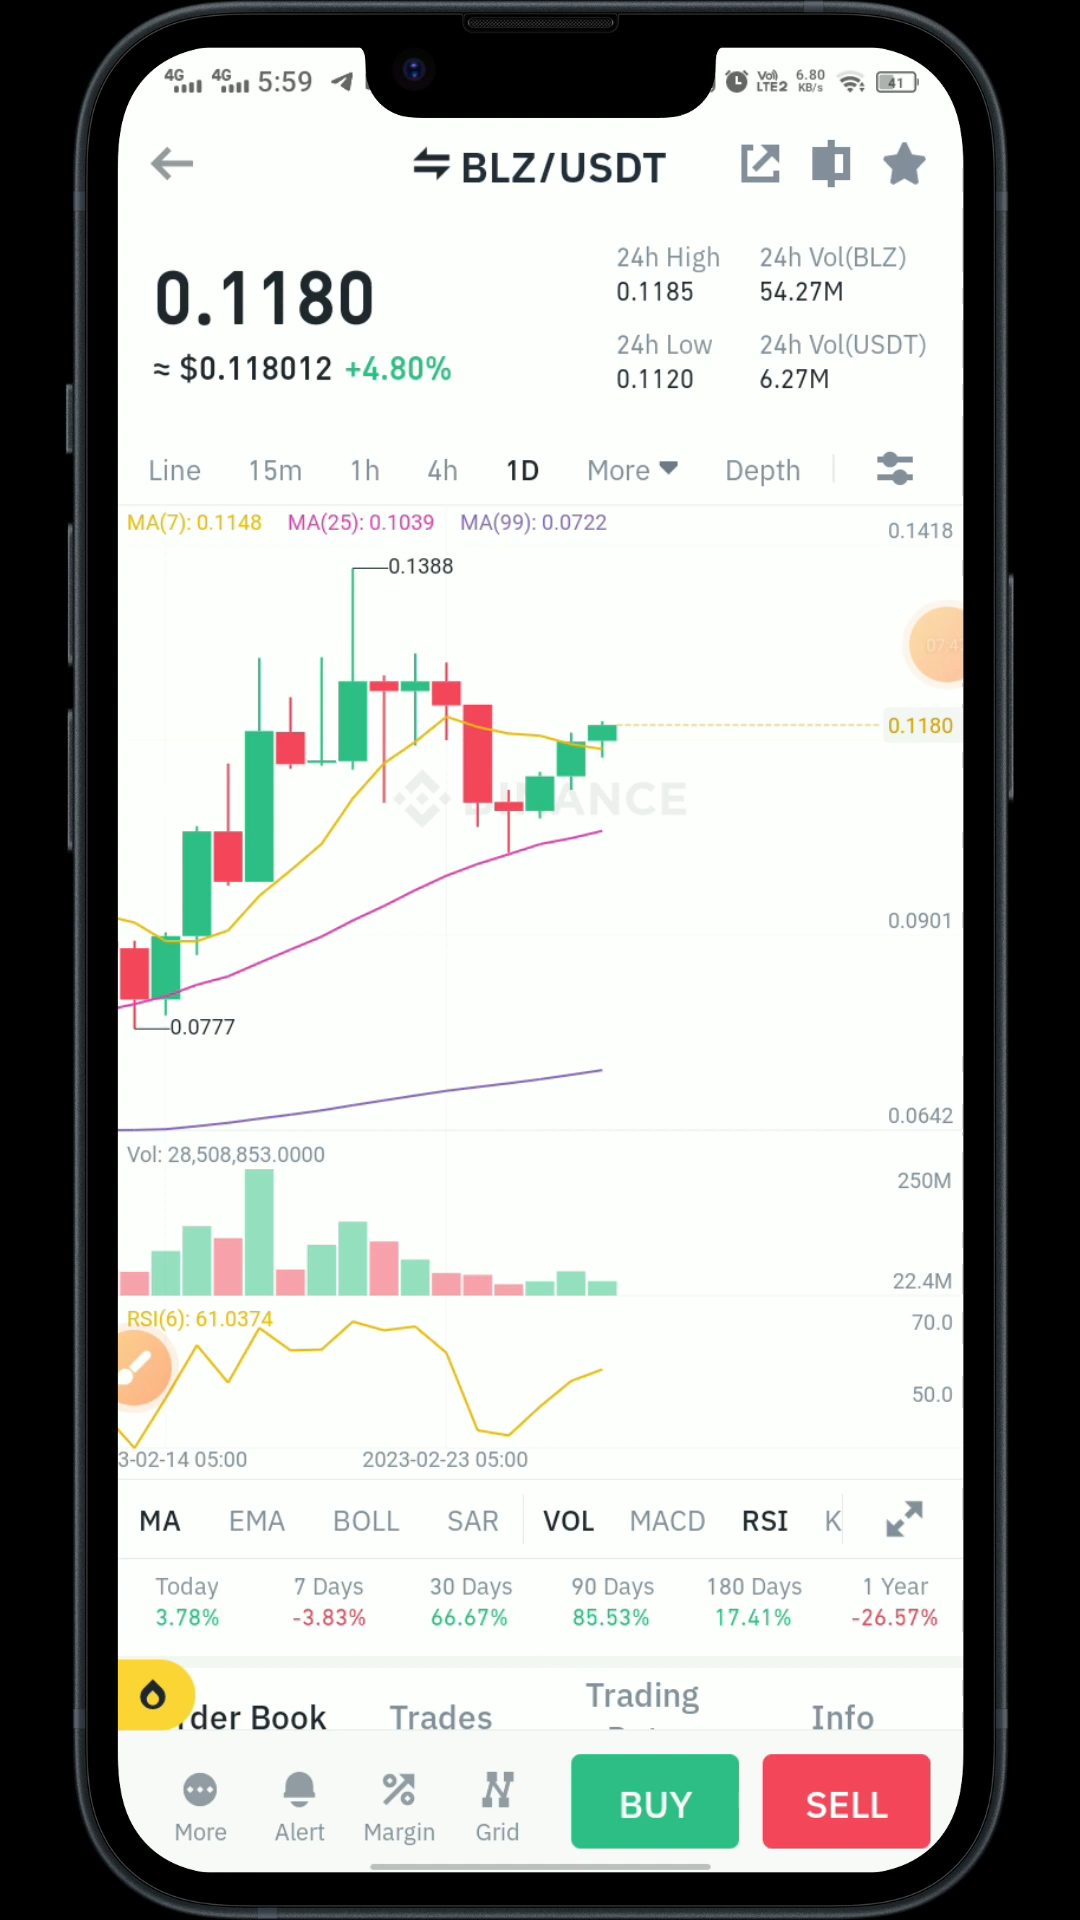 4G 4G 5:59 Vo) LTE2 6.80 KB/s 41
BLZ/USDT
0.1180
≈ $0.118012 +4.80%
24h High 24h Vol(BLZ)
0.1185 54.27M
24h Low 24h Vol(USDT)
0.1120 6.27M
Line 15m 1h 4h 1D More Depth
MA(7): 0.1148 MA(25): 0.1039 MA(99): 0.0722
0.1418
0.1388
07:4
0.1180
BINANCE
0.0901
0.0777
0.0642
Vol: 28,508,853.0000
250M
22.4M
RSI(6): 61.0374
70.0
50.0
3-02-14 05:00 2023-02-23 05:00
MA EMA BOLL SAR VOL MACD RSI K
Today 7 Days 30 Days 90 Days 180 Days 1 Year
3.78% -3.83% 66.67% 85.53% 17.41% -26.57%
rder Book Trades Trading Info
More Alert Margin Grid BUY SELL